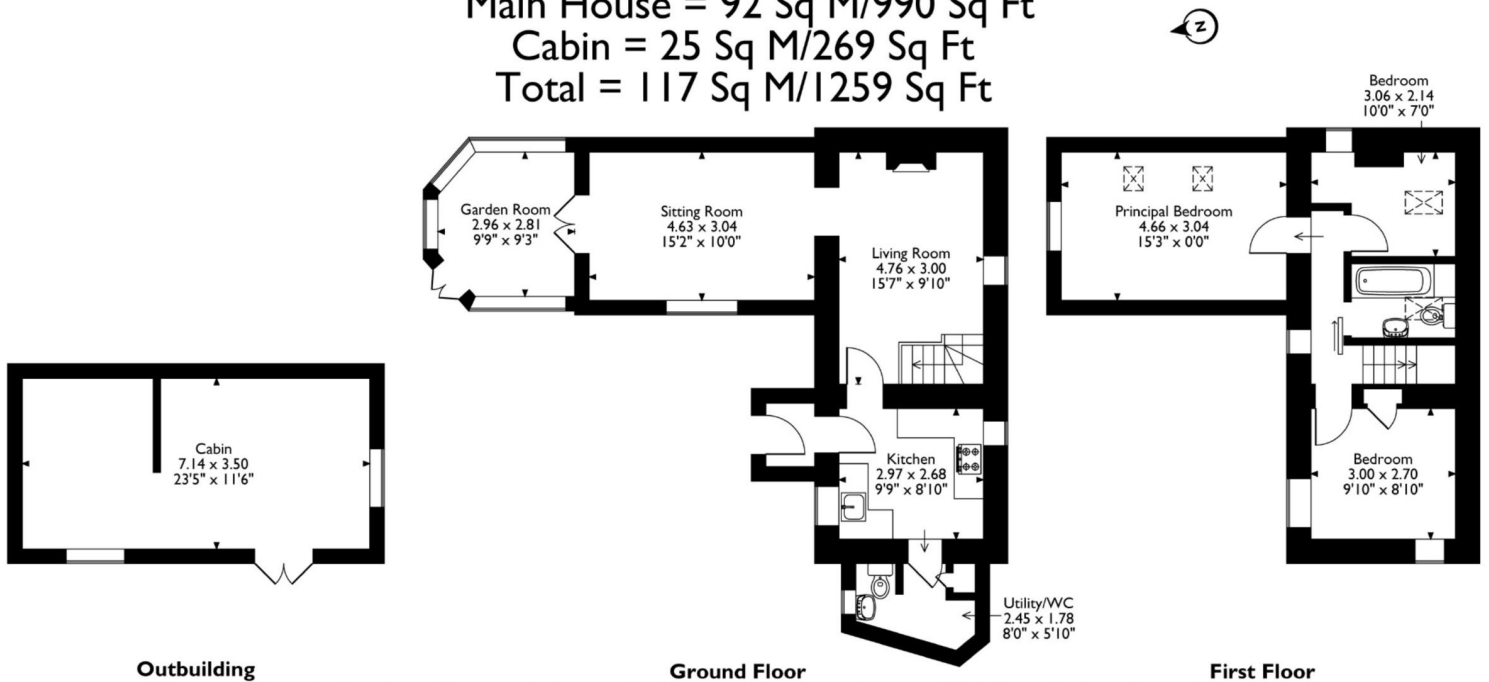 Main House = 92 Sq M/990 Sq Ft
Cabin = 25 Sq M/269 Sq Ft
Total = 117 Sq M/1259 Sq Ft
Z
Garden Room
2.96 x 2.81
9'9" x 9'3"
Sitting Room
4.63 x 3.04
15'2" x 10'0"
Living Room
4.76 x 3.00
15'7" x 9'10"
Kitchen
2.97 x 2.68
9'9" x 8'10"
Utility/WC
2.45 x 1.78
8'0" x 5'10"
Cabin
7.14 x 3.50
23'5" x 11'6"
Bedroom
3.06 x 2.14
10'0" x 7'0"
Principal Bedroom
4.66 x 3.04
15'3" x 0'0"
Bedroom
3.00 x 2.70
9'10" x 8'10"
Outbuilding
Ground Floor
First Floor